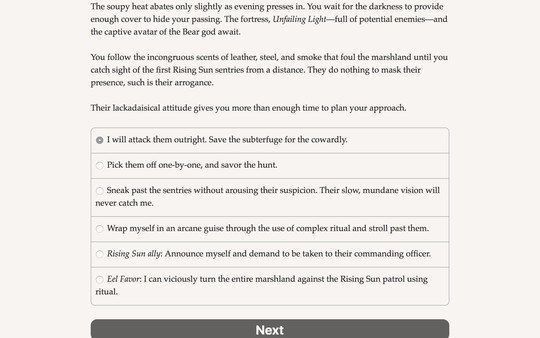 The soupy heat abates only slightly as evening presses in. You wait for the darkness to provide
enough cover to hide your passing. The fortress, Unfailing Light—full of potential enemies—and
the captive avatar of the Bear god await.
You follow the incongruous scents of leather, steel, and smoke that foul the marshland until you
catch sight of the first Rising Sun sentries from a distance. They do nothing to mask their
presence, such is their arrogance.
Their lackadaisical attitude gives you more than enough time to plan your approach.
I will attack them outright. Save the subterfuge for the cowardly.
Pick them off one-by-one, and savor the hunt.
Sneak past the sentries without arousing their suspicion. Their slow, mundane vision will
never catch me.
Wrap myself in an arcane guise through the use of complex ritual and stroll past them.
Rising Sun ally: Announce myself and demand to be taken to their commanding officer.
Eel Favor: I can viciously turn the entire marshland against the Rising Sun patrol using
ritual.
Next